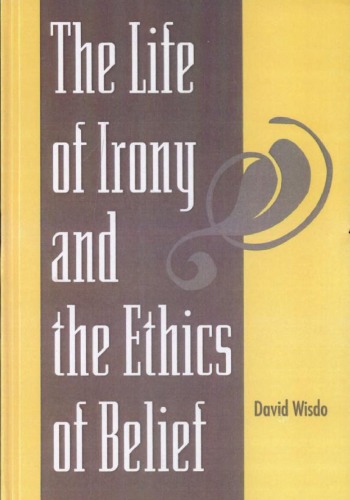 The Life
of Irony
and
the Ethics
of Belief
David Wisdo